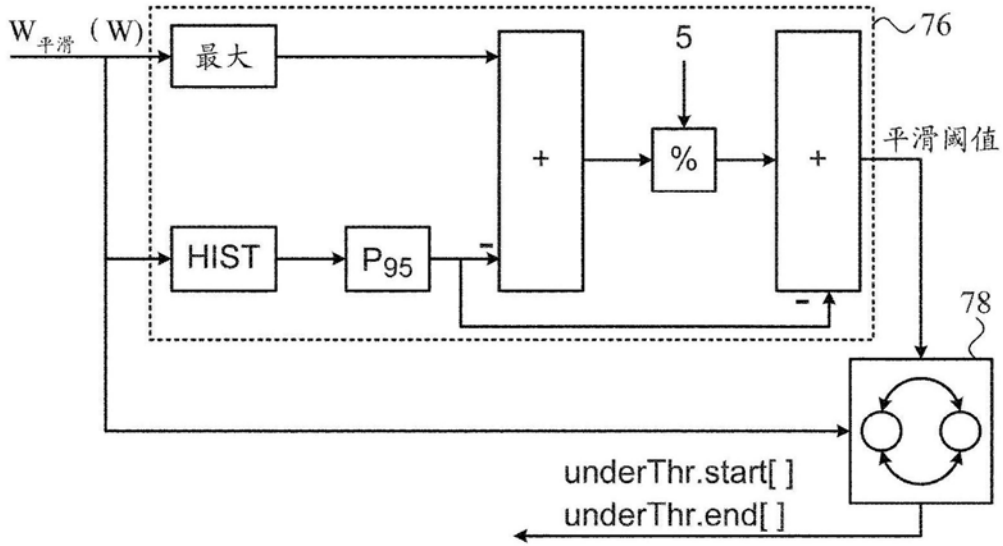 W平滑 (W)
76
最大
5
+
%
+
平滑阈值
HIST
P95
-
-
78
underThr.start[ ]
underThr.end[ ]